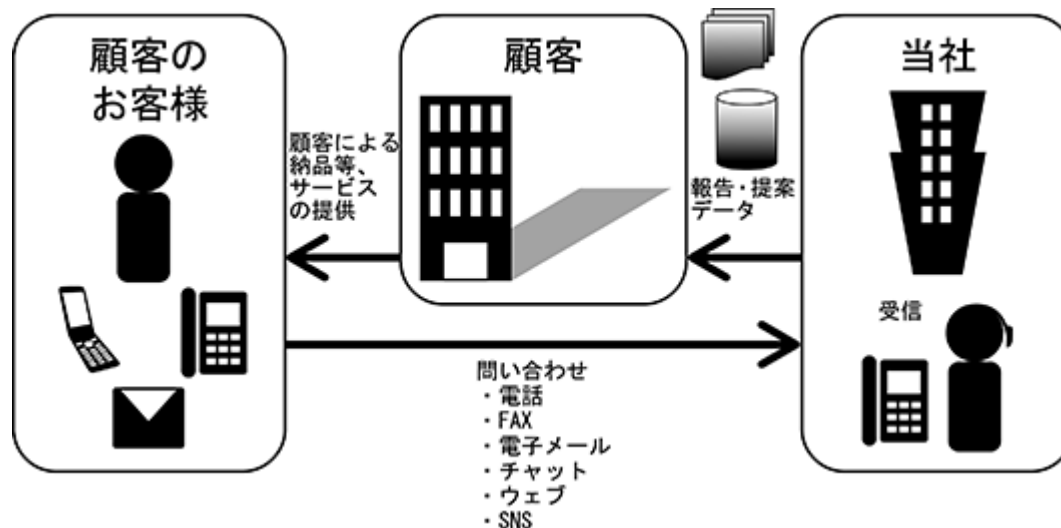 顧客の
お客様
顧客による
納品等、
サービス
の提供
顧客
報告・提案
データ
当社
受信
問い合わせ
・電話
・FAX
・電子メール
・チャット
・ウェブ
・SNS